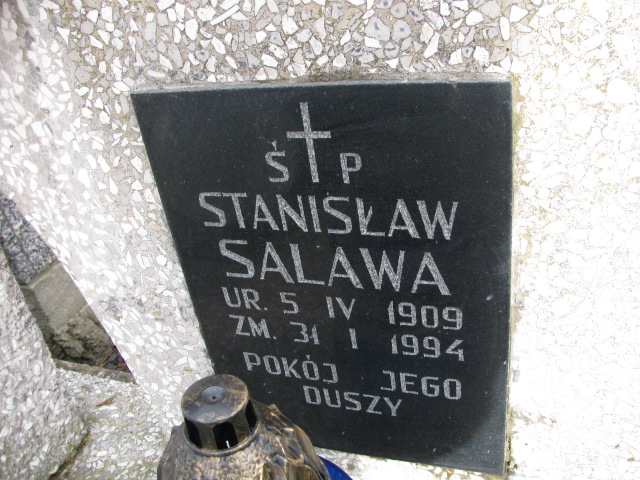 Ś P
STANISŁAW
SALAWA
UR. 5 IV 1909
ZM. 31 I 1994
POKÓJ JEGO
DUSZY